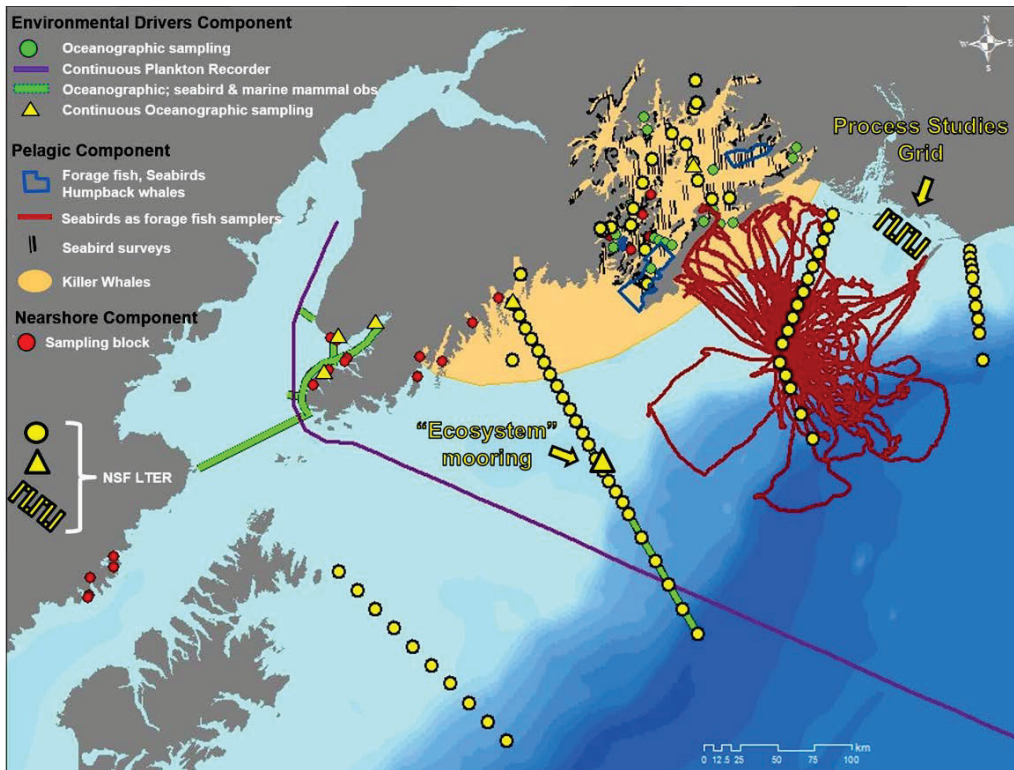 Environmental Drivers Component
Oceanographic sampling
Continuous Plankton Recorder
Oceanographic; seabird & marine mammal obs
Continuous Oceanographic sampling
Pelagic Component
Forage fish, Seabirds
Humpback whales
Seabirds as forage fish samplers
Seabird surveys
Killer Whales
Nearshore Component
Sampling block
NSF LTER
N
W E
S
Process Studies
Grid
“Ecosystem”
mooring
km
0 12.5 25 50 75 100